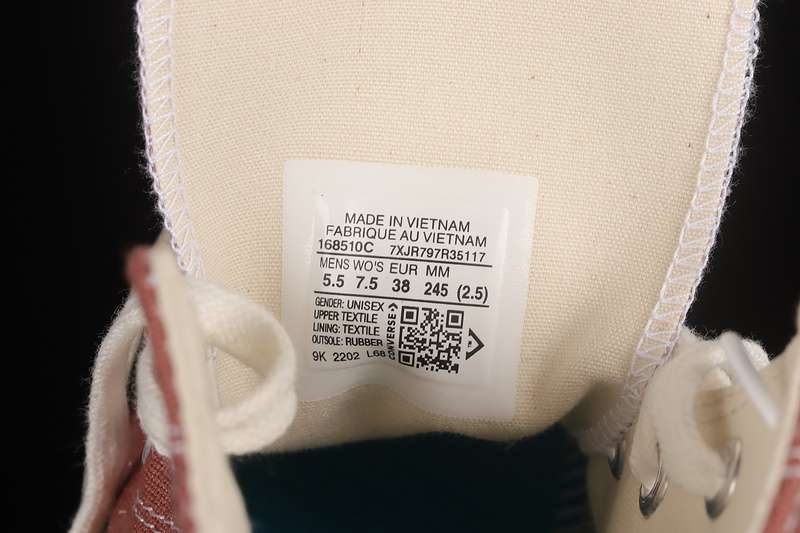 MADE IN VIETNAM
FABRIQUE AU VIETNAM
168510C 7XJR797R35117
MENS WO'S EUR MM
5.5 7.5 38 245 (2.5)
GENDER: UNISEX
UPPER TEXTILE
LINING: TEXTILE
OUTSOLE: RUBBER
9K 2202 L68
CONVERSE